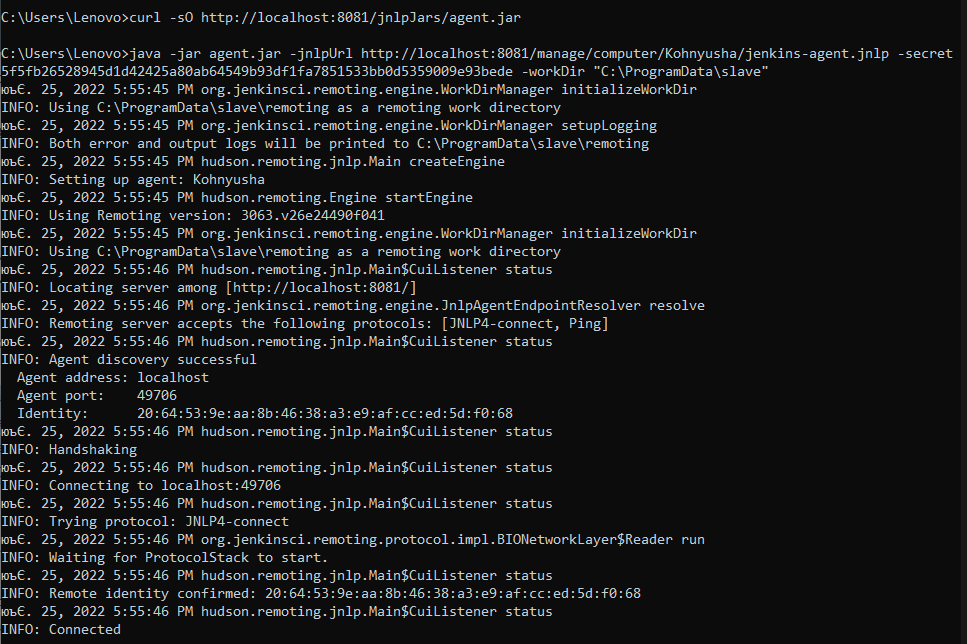 C:\Users\Lenovo>curl -sO http://localhost:8081/jnlpJars/agent.jar
C:\Users\Lenovo>java -jar agent.jar -jnlpUrl http://localhost:8081/manage/computer/Kohnyusha/jenkins-agent.jnlp -secret
5f5fb26528945d1d42425a80ab64549b93df1fa7851533bb0d5359009e93bede -workDir "C:\ProgramData\slave"
юъЄ. 25, 2022 5:55:45 PM org.jenkinsci.remoting.engine.WorkDirManager initializeWorkDir
INFO: Using C:\ProgramData\slave\remoting as a remoting work directory
юъЄ. 25, 2022 5:55:45 PM org.jenkinsci.remoting.engine.WorkDirManager setupLogging
INFO: Both error and output logs will be printed to C:\ProgramData\slave\remoting
юъЄ. 25, 2022 5:55:45 PM hudson.remoting.jnlp.Main createEngine
INFO: Setting up agent: Kohnyusha
юъЄ. 25, 2022 5:55:45 PM hudson.remoting.Engine startEngine
INFO: Using Remoting version: 3063.v26e24490f041
юъЄ. 25, 2022 5:55:45 PM org.jenkinsci.remoting.engine.WorkDirManager initializeWorkDir
INFO: Using C:\ProgramData\slave\remoting as a remoting work directory
юъЄ. 25, 2022 5:55:46 PM hudson.remoting.jnlp.Main$CuiListener status
INFO: Locating server among [http://localhost:8081/]
юъЄ. 25, 2022 5:55:46 PM org.jenkinsci.remoting.engine.JnlpAgentEndpointResolver resolve
INFO: Remoting server accepts the following protocols: [JNLP4-connect, Ping]
юъЄ. 25, 2022 5:55:46 PM hudson.remoting.jnlp.Main$CuiListener status
INFO: Agent discovery successful
  Agent address: localhost
  Agent port:    49706
  Identity:      20:64:53:9e:aa:8b:46:38:a3:e9:af:cc:ed:5d:f0:68
юъЄ. 25, 2022 5:55:46 PM hudson.remoting.jnlp.Main$CuiListener status
INFO: Handshaking
юъЄ. 25, 2022 5:55:46 PM hudson.remoting.jnlp.Main$CuiListener status
INFO: Connecting to localhost:49706
юъЄ. 25, 2022 5:55:46 PM hudson.remoting.jnlp.Main$CuiListener status
INFO: Trying protocol: JNLP4-connect
юъЄ. 25, 2022 5:55:46 PM org.jenkinsci.remoting.protocol.impl.BIONetworkLayer$Reader run
INFO: Waiting for ProtocolStack to start.
юъЄ. 25, 2022 5:55:46 PM hudson.remoting.jnlp.Main$CuiListener status
INFO: Remote identity confirmed: 20:64:53:9e:aa:8b:46:38:a3:e9:af:cc:ed:5d:f0:68
юъЄ. 25, 2022 5:55:46 PM hudson.remoting.jnlp.Main$CuiListener status
INFO: Connected